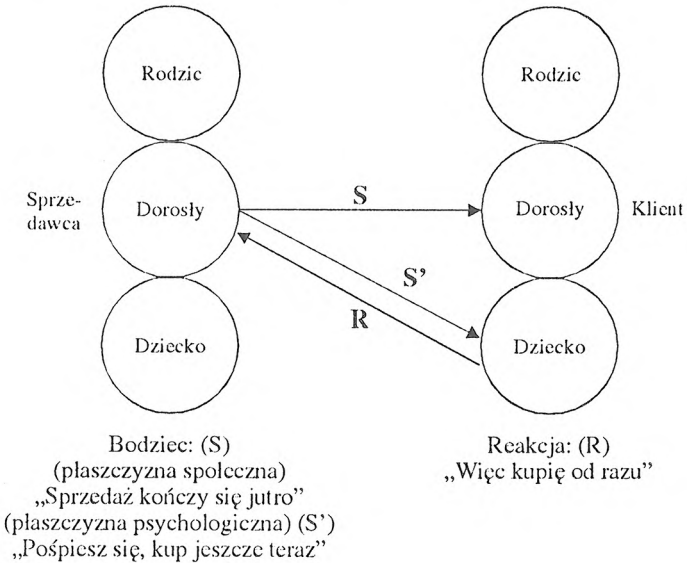 Rodzic
Rodzic
S
Sprze-
dawca
Dorosły
Dorosły
Klient
S’
R
Dziecko
Dziecko
Bodziec: (S)
(płaszczyzna społeczna)
„Sprzedaż kończy się jutro”
(płaszczyzna psychologiczna) (S’)
„Pośpiesz się, kup jeszcze teraz”
Reakcja: (R)
„Więc kupię od razu”